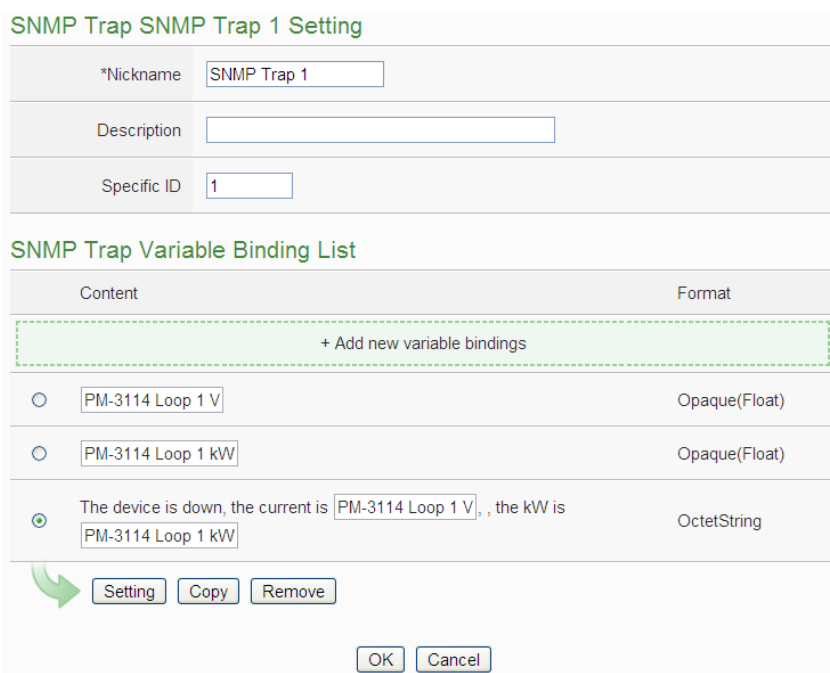 SNMP Trap SNMP Trap 1 Setting
*Nickname SNMP Trap 1
Description
Specific ID 1
SNMP Trap Variable Binding List
Content Format
+ Add new variable bindings
PM-3114 Loop 1 V Opaque(Float)
PM-3114 Loop 1 kW Opaque(Float)
The device is down, the current is PM-3114 Loop 1 V , , the kW is
PM-3114 Loop 1 kW OctetString
Setting Copy Remove
OK Cancel